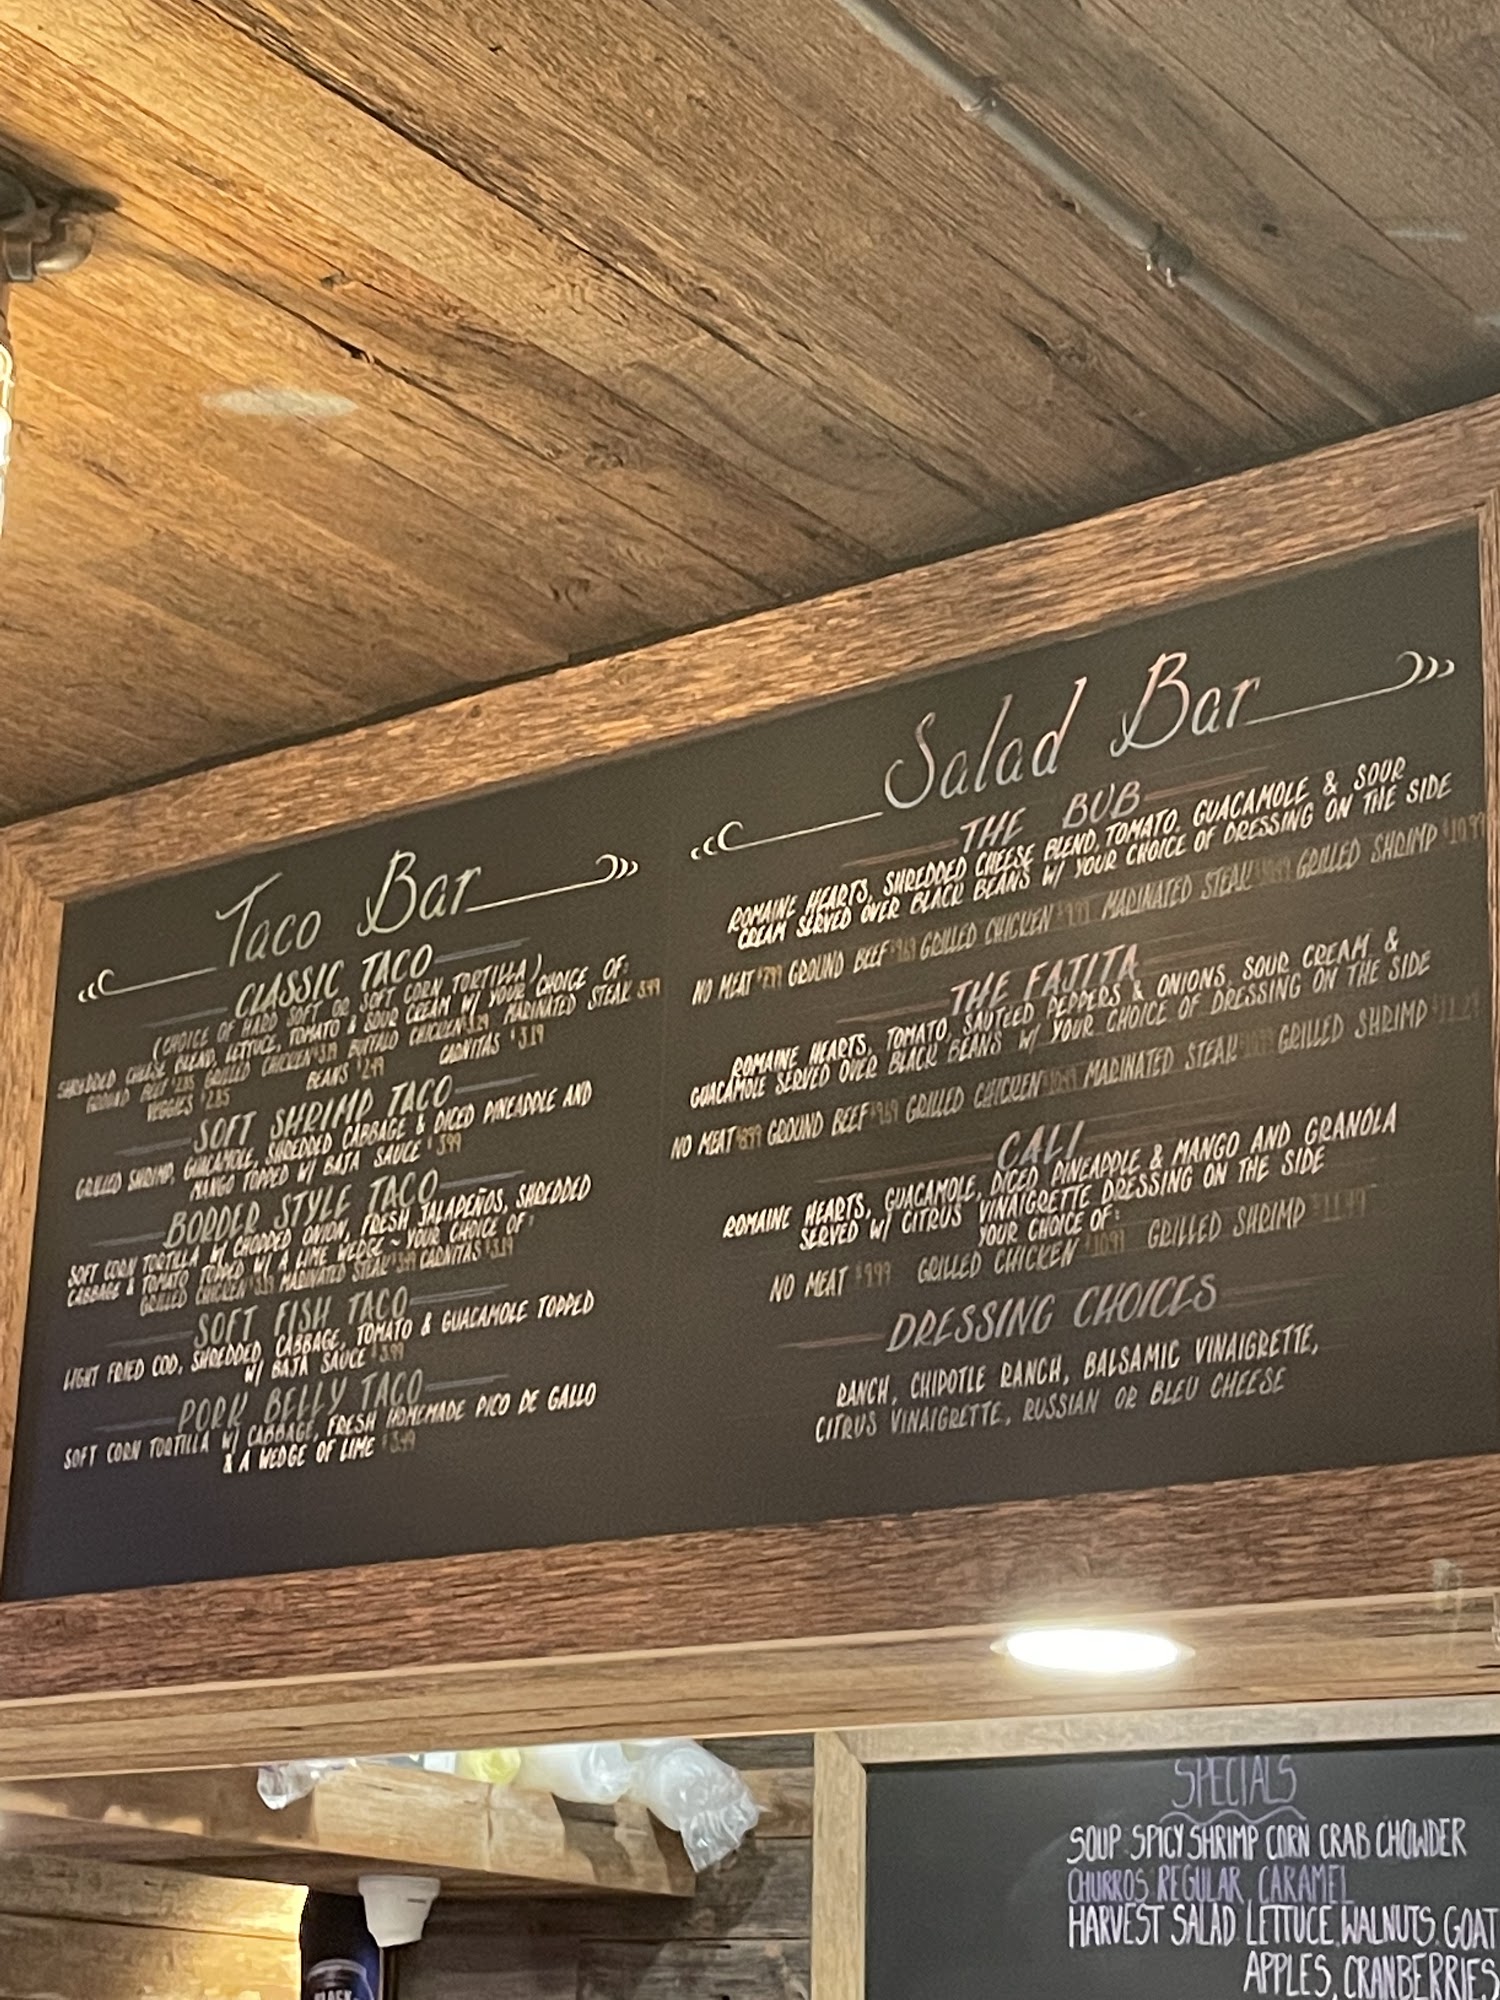 Taco Bar
CLASSIC TACO
(CHOICE OF HARD SOFT OR SOFT CORN TORTILLA)
SHREDDED CHEESE BLEND, LETTUCE, TOMATO & SOUR CREAM W/ YOUR CHOICE OF:
GROUND BEEF $2.85 GRILLED CHICKEN $3.19 BUFFALO CHICKEN $3.29 MARINATED STEAK 3.49
VEGGIES $2.85 BEANS $2.49 CARNITAS $3.19
SOFT SHRIMP TACO
GRILLED SHRIMP, GUACAMOLE, SHREDDED CABBAGE & DICED PINEAPPLE AND
MANGO TOPPED W/ BAJA SAUCE $3.99
BORDER STYLE TACO
SOFT CORN TORTILLA W/ CHOPPED ONION, FRESH JALAPEÑOS, SHREDDED
CABBAGE & TOMATO TOPPED W/ A LIME WEDGE ~ YOUR CHOICE OF:
GRILLED CHICKEN $3.19 MARINATED STEAK $3.49 CARNITAS $3.19
SOFT FISH TACO
LIGHT FRIED COD, SHREDDED CABBAGE, TOMATO & GUACAMOLE TOPPED
W/ BAJA SAUCE $3.99
PORK BELLY TACO
SOFT CORN TORTILLA W/ CABBAGE, FRESH HOMEMADE PICO DE GALLO
& A WEDGE OF LIME $3.49
Salad Bar
THE BUB
ROMAINE HEARTS, SHREDDED CHEESE BLEND, TOMATO, GUACAMOLE & SOUR
CREAM SERVED OVER BLACK BEANS W/ YOUR CHOICE OF DRESSING ON THE SIDE
NO MEAT $7.99 GROUND BEEF GRILLED CHICKEN $9.99 MARINATED STEAK GRILLED SHRIMP $10.99
THE FAJITA
ROMAINE HEARTS, TOMATO, SAUTEED PEPPERS & ONIONS, SOUR CREAM &
GUACAMOLE SERVED OVER BLACK BEANS W/ YOUR CHOICE OF DRESSING ON THE SIDE
NO MEAT $8.99 GROUND BEEF GRILLED CHICKEN MARINATED STEAK GRILLED SHRIMP
CALI
ROMAINE HEARTS, GUACAMOLE, DICED PINEAPPLE & MANGO AND GRANOLA
SERVED W/ CITRUS VINAIGRETTE DRESSING ON THE SIDE
YOUR CHOICE OF:
NO MEAT $9.99 GRILLED CHICKEN $10.99 GRILLED SHRIMP $11.49
DRESSING CHOICES
RANCH, CHIPOTLE RANCH, BALSAMIC VINAIGRETTE,
CITRUS VINAIGRETTE, RUSSIAN OR BLEU CHEESE
SPECIALS
SOUP: SPICY SHRIMP CORN CRAB CHOWDER
CHURROS: REGULAR, CARAMEL
HARVEST SALAD: LETTUCE, WALNUTS, GOAT
APPLES, CRANBERRIES,